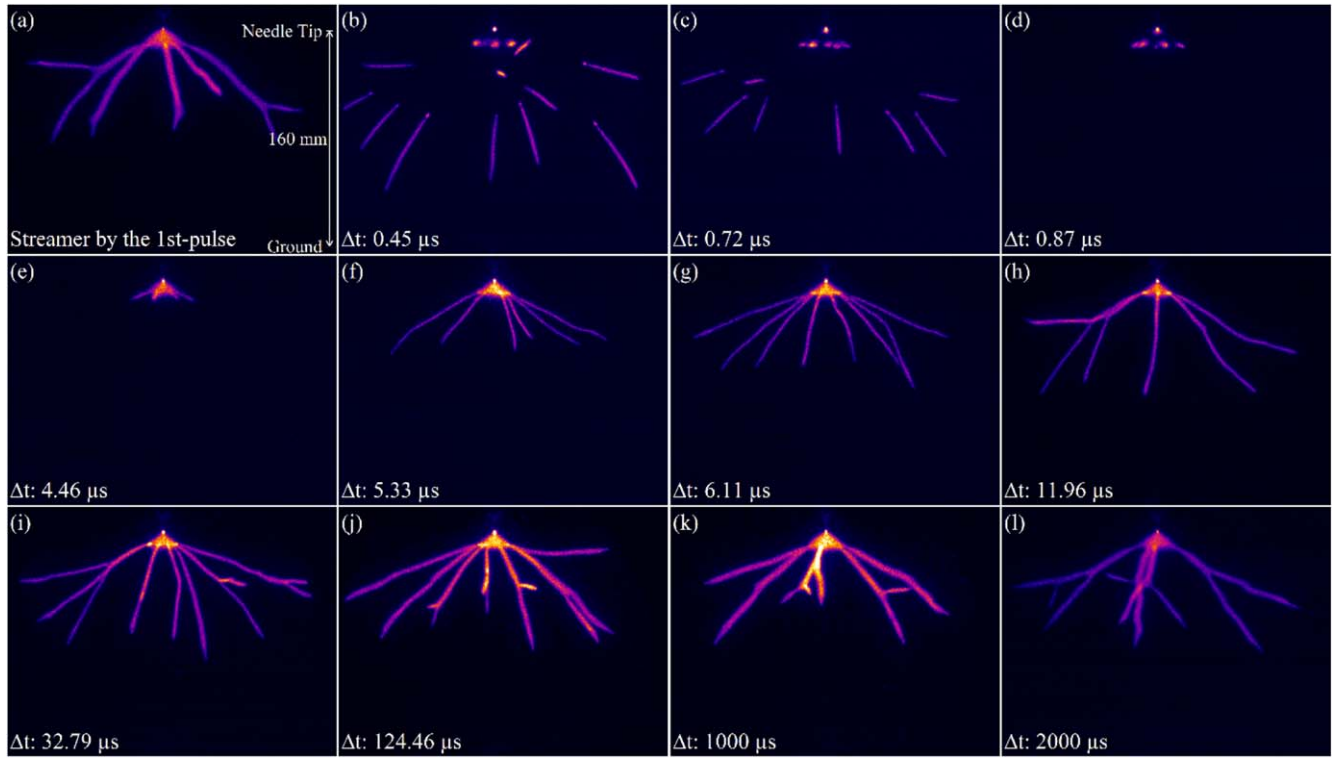 (a)
Needle Tip
160 mm
Streamer by the 1st-pulse
Ground
(b)
Δt: 0.45 μs
(c)
Δt: 0.72 μs
(d)
Δt: 0.87 μs
(e)
Δt: 4.46 μs
(f)
Δt: 5.33 μs
(g)
Δt: 6.11 μs
(h)
Δt: 11.96 μs
(i)
Δt: 32.79 μs
(j)
Δt: 124.46 μs
(k)
Δt: 1000 μs
(l)
Δt: 2000 μs